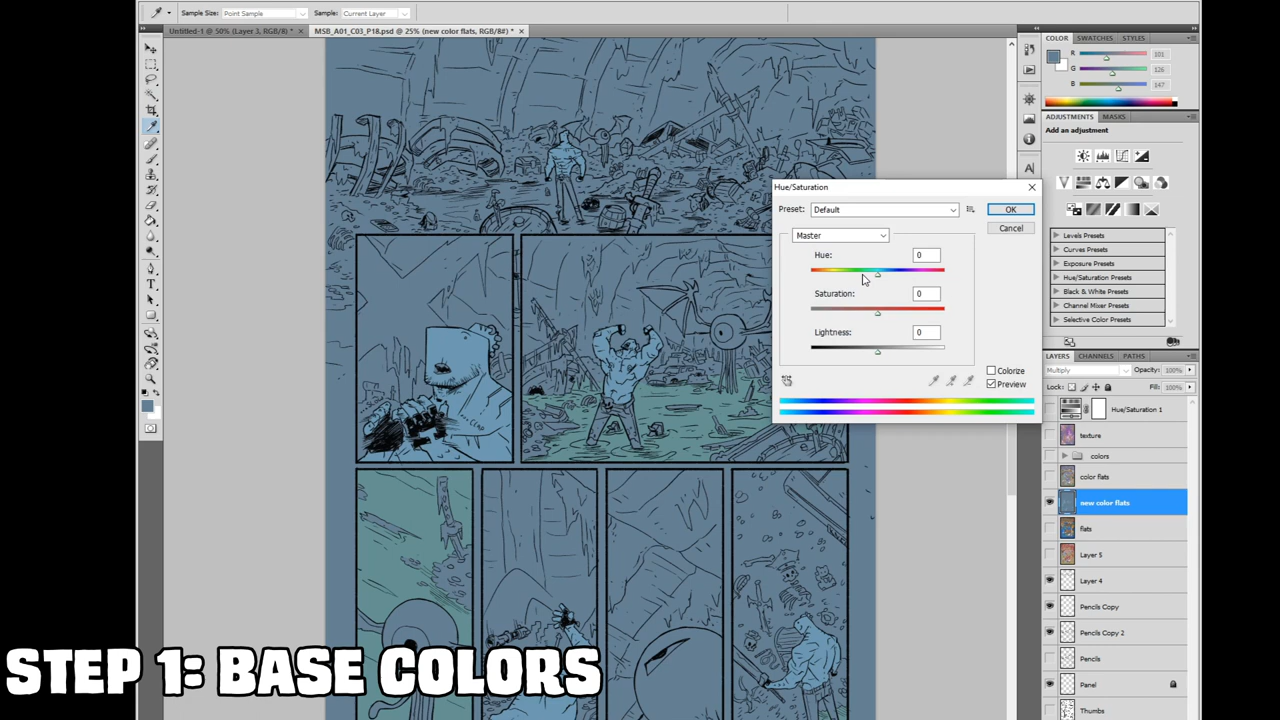 Sample Size: Point Sample Sample: Current Layer
Untitled-1 @ 50% (Layer 3, RGB/8) * × MSB_A01_C03_P18.psd @ 25% (new color flats, RGB/8#) * ×
COLOR SWATCHES STYLES
R 101
G 126
B 147
ADJUSTMENTS MASKS
Add an adjustment
Hue/Saturation
Preset: Default OK
Cancel
Master
Hue: 0
Saturation: 0
Lightness: 0
Colorize
Preview
Levels Presets
Curves Presets
Exposure Presets
Hue/Saturation Presets
Black & White Presets
Channel Mixer Presets
Selective Color Presets
LAYERS CHANNELS PATHS
Multiply Opacity: 100%
Lock: Fill: 100%
Hue/Saturation 1
texture
colors
color flats
new color flats
flats
Layer 5
Layer 4
Pencils Copy
Pencils Copy 2
Pencils
Panel
Thumbs
STEP 1: BASE COLORS